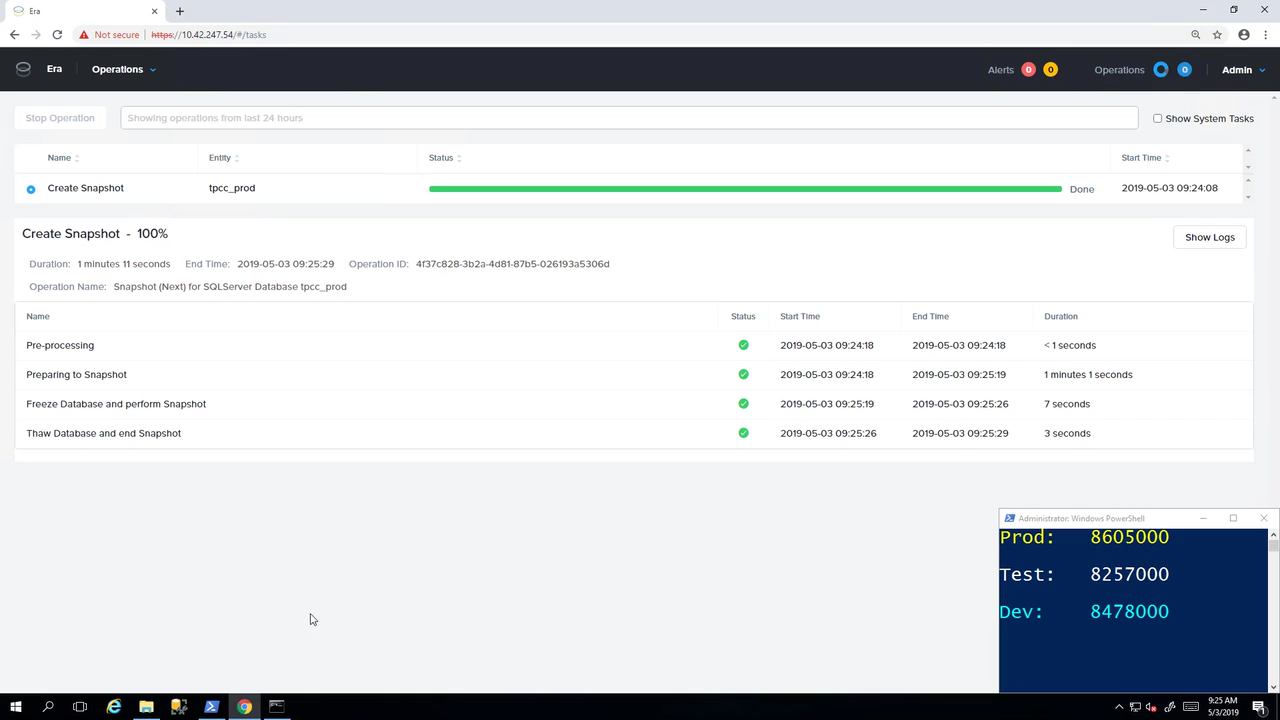 Era
Not secure https://10.42.247.54/#/tasks
Era Operations Alerts 0 0 Operations 0 Admin
Stop Operation Showing operations from last 24 hours Show System Tasks
Name Entity Status Start Time
Create Snapshot tpcc_prod Done 2019-05-03 09:24:08
Create Snapshot - 100%
Show Logs
Duration: 1 minutes 11 seconds End Time: 2019-05-03 09:25:29 Operation ID: 4f37c828-3b2a-4d81-87b5-026193a5306d
Operation Name: Snapshot (Next) for SQLServer Database tpcc_prod
Name Status Start Time End Time Duration
Pre-processing 2019-05-03 09:24:18 2019-05-03 09:24:18 < 1 seconds
Preparing to Snapshot 2019-05-03 09:24:18 2019-05-03 09:25:19 1 minutes 1 seconds
Freeze Database and perform Snapshot 2019-05-03 09:25:19 2019-05-03 09:25:26 7 seconds
Thaw Database and end Snapshot 2019-05-03 09:25:26 2019-05-03 09:25:29 3 seconds
Administrator: Windows PowerShell
Prod: 8605000
Test: 8257000
Dev: 8478000
9:25 AM
5/3/2019